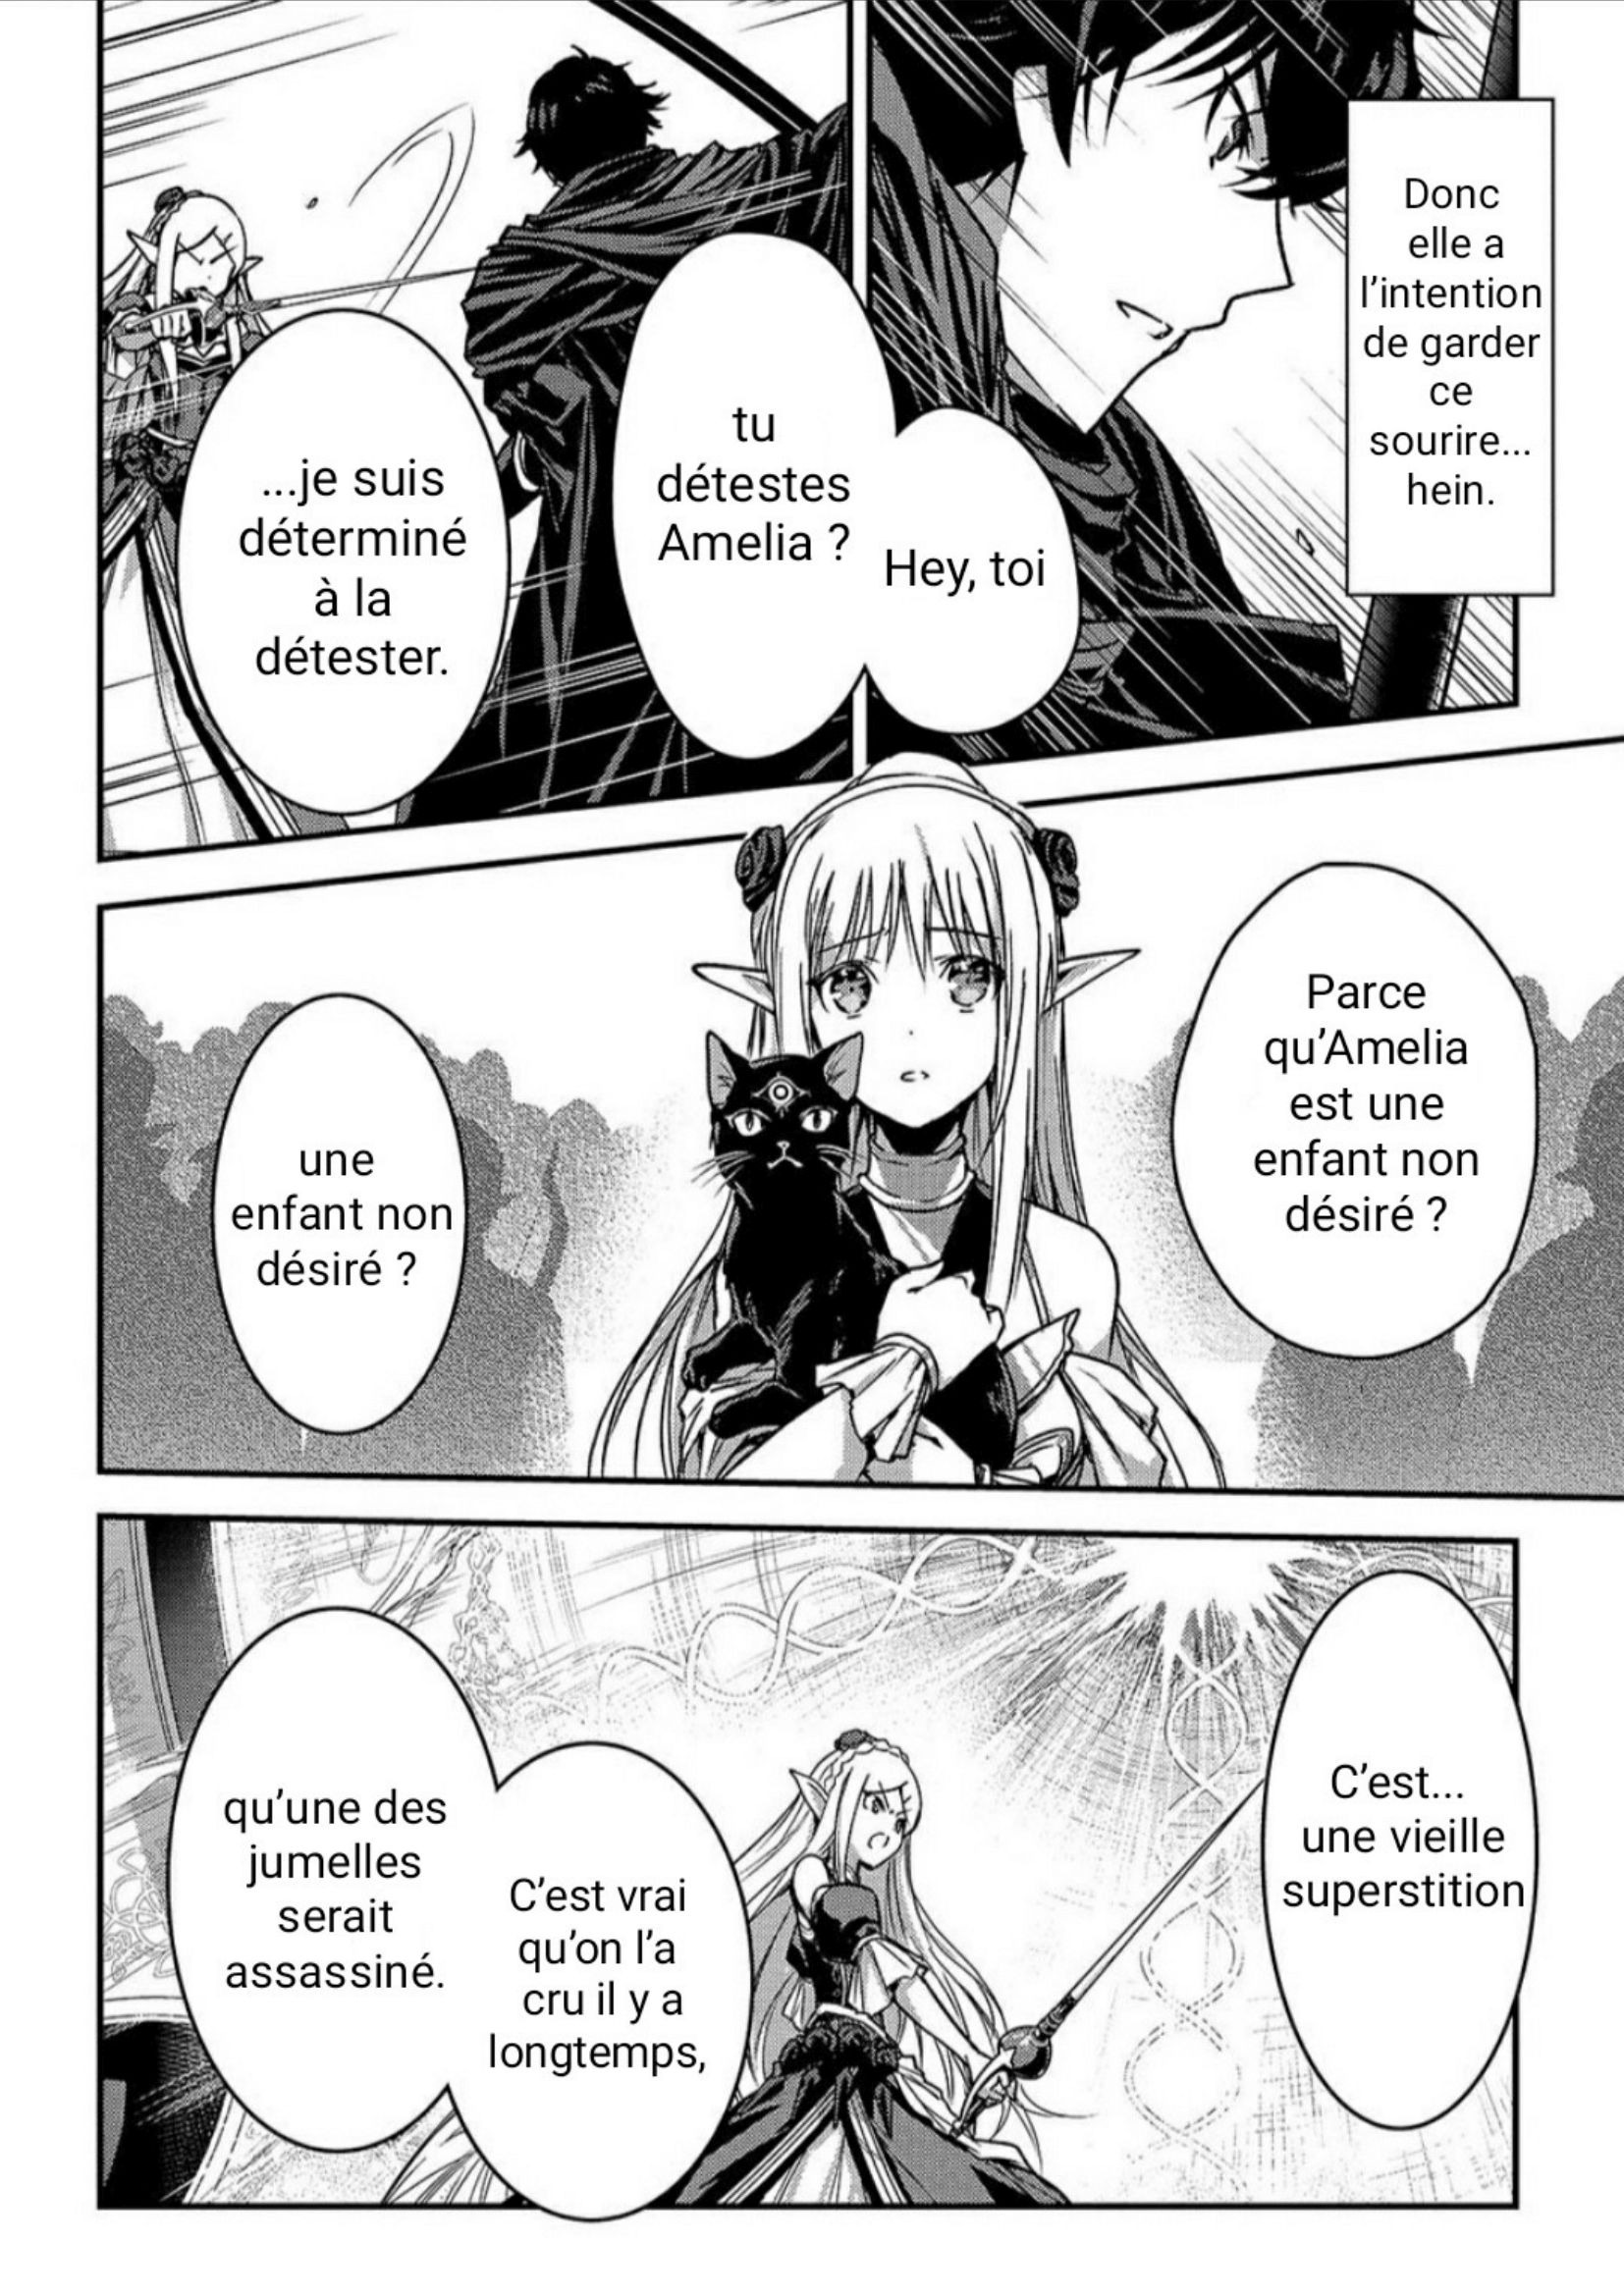 Donc
elle a
l'intention
de garder
ce
sourire...
hein.
Hey, toi
tu
détestes
Amelia ?
...je suis
déterminé
à la
détester.
Parce
qu'Amelia
est une
enfant non
désiré ?
une
enfant non
désiré ?
C'est...
une vieille
superstition
C'est vrai
qu'on l'a
cru il y a
longtemps,
qu'une des
jumelles
serait
assassiné.